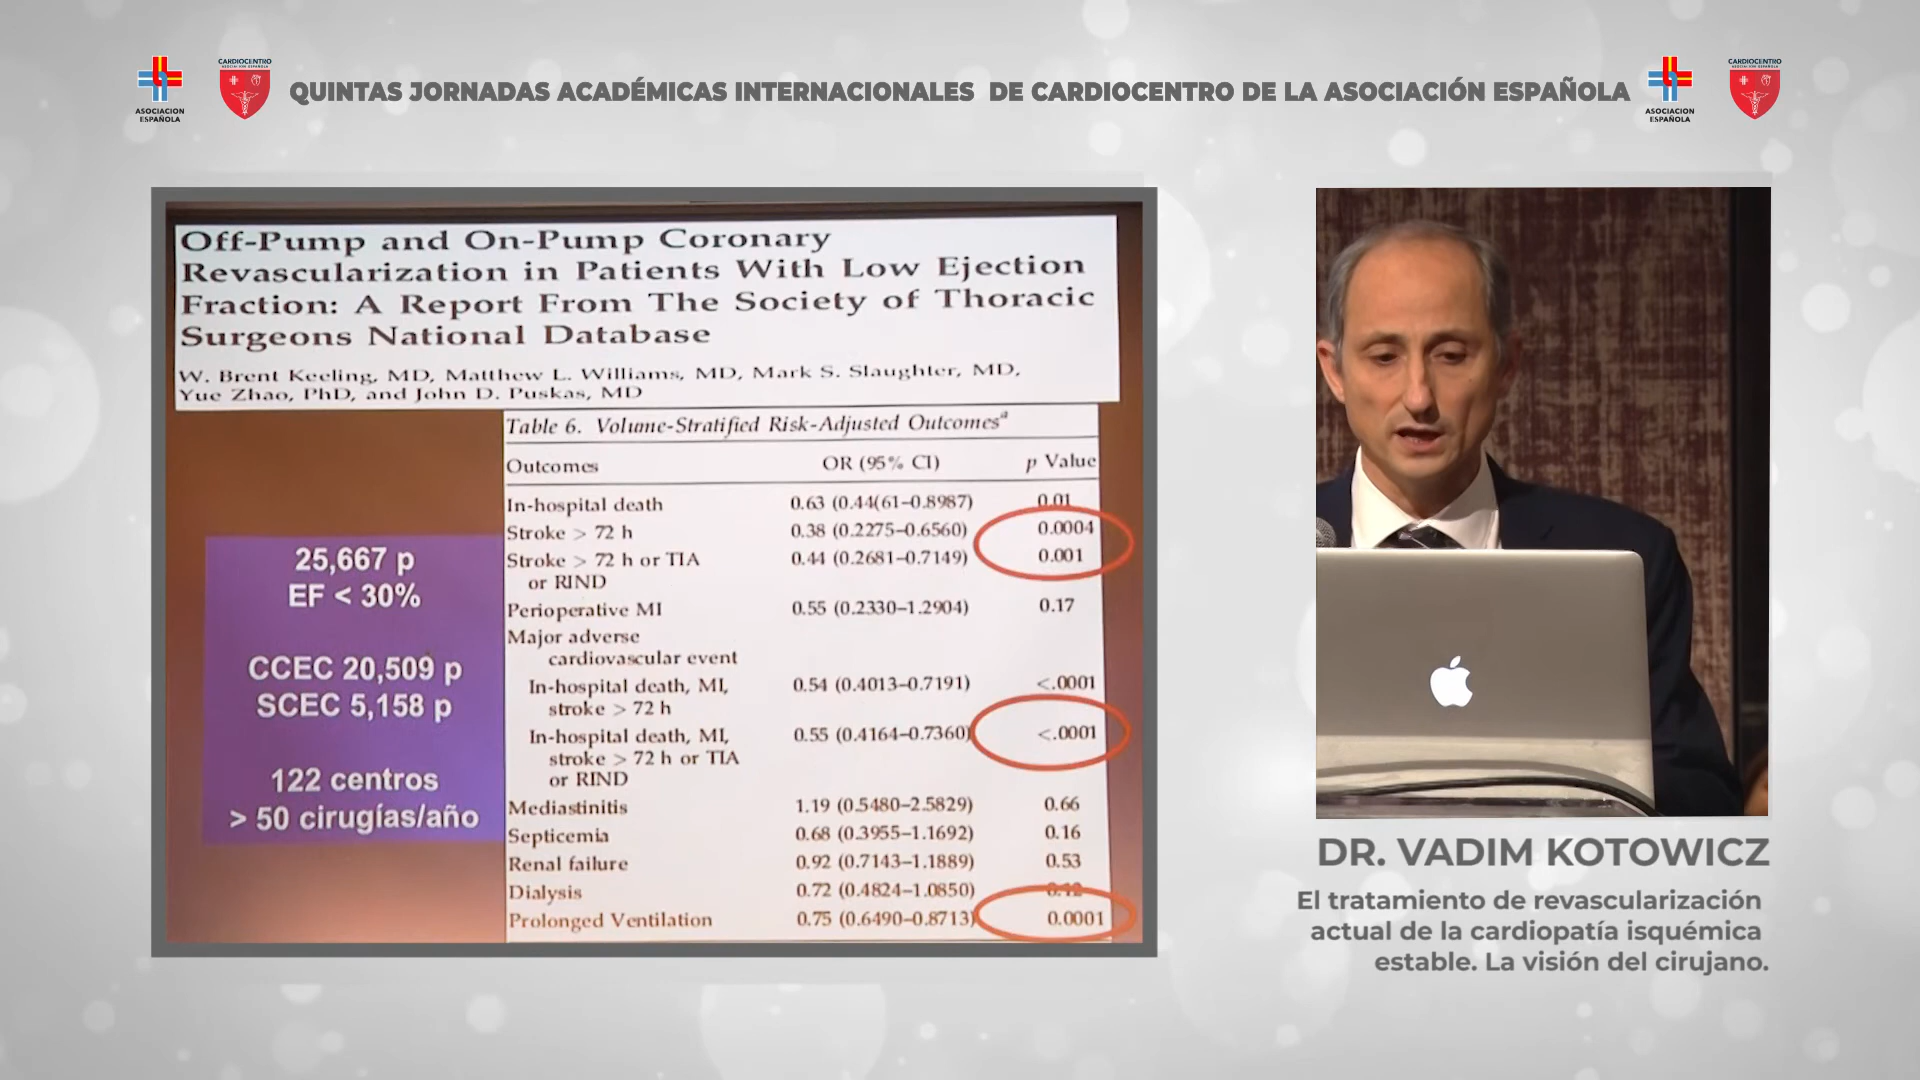 ASOCIACION
ESPAÑOLA
CARDIOCENTRO
ASOCIACIÓN ESPAÑOLA
QUINTAS JORNADAS ACADÉMICAS INTERNACIONALES DE CARDIOCENTRO DE LA ASOCIACIÓN ESPAÑOLA
ASOCIACION
ESPAÑOLA
CARDIOCENTRO
ASOCIACIÓN ESPAÑOLA
Off-Pump and On-Pump Coronary
Revascularization in Patients With Low Ejection
Fraction: A Report From The Society of Thoracic
Surgeons National Database
W. Brent Keeling, MD, Matthew L. Williams, MD, Mark S. Slaughter, MD,
Yue Zhao, PhD, and John D. Puskas, MD
25,667 p
EF < 30%
CCEC 20,509 p
SCEC 5,158 p
122 centros
> 50 cirugías/año
Table 6. Volume-Stratified Risk-Adjusted Outcomesª
Outcomes OR (95% CI) p Value
In-hospital death 0.63 (0.44(61–0.8987) 0.01
Stroke > 72 h 0.38 (0.2275–0.6560) 0.0004
Stroke > 72 h or TIA 0.44 (0.2681–0.7149) 0.001
or RIND
Perioperative MI 0.55 (0.2330–1.2904) 0.17
Major adverse
cardiovascular event
In-hospital death, MI, 0.54 (0.4013–0.7191) <.0001
stroke > 72 h
In-hospital death, MI, 0.55 (0.4164–0.7360) <.0001
stroke > 72 h or TIA
or RIND
Mediastinitis 1.19 (0.5480–2.5829) 0.66
Septicemia 0.68 (0.3955–1.1692) 0.16
Renal failure 0.92 (0.7143–1.1889) 0.53
Dialysis 0.72 (0.4824–1.0850) 0.12
Prolonged Ventilation 0.75 (0.6490–0.8713) 0.0001
DR. VADIM KOTOWICZ
El tratamiento de revascularización
actual de la cardiopatía isquémica
estable. La visión del cirujano.